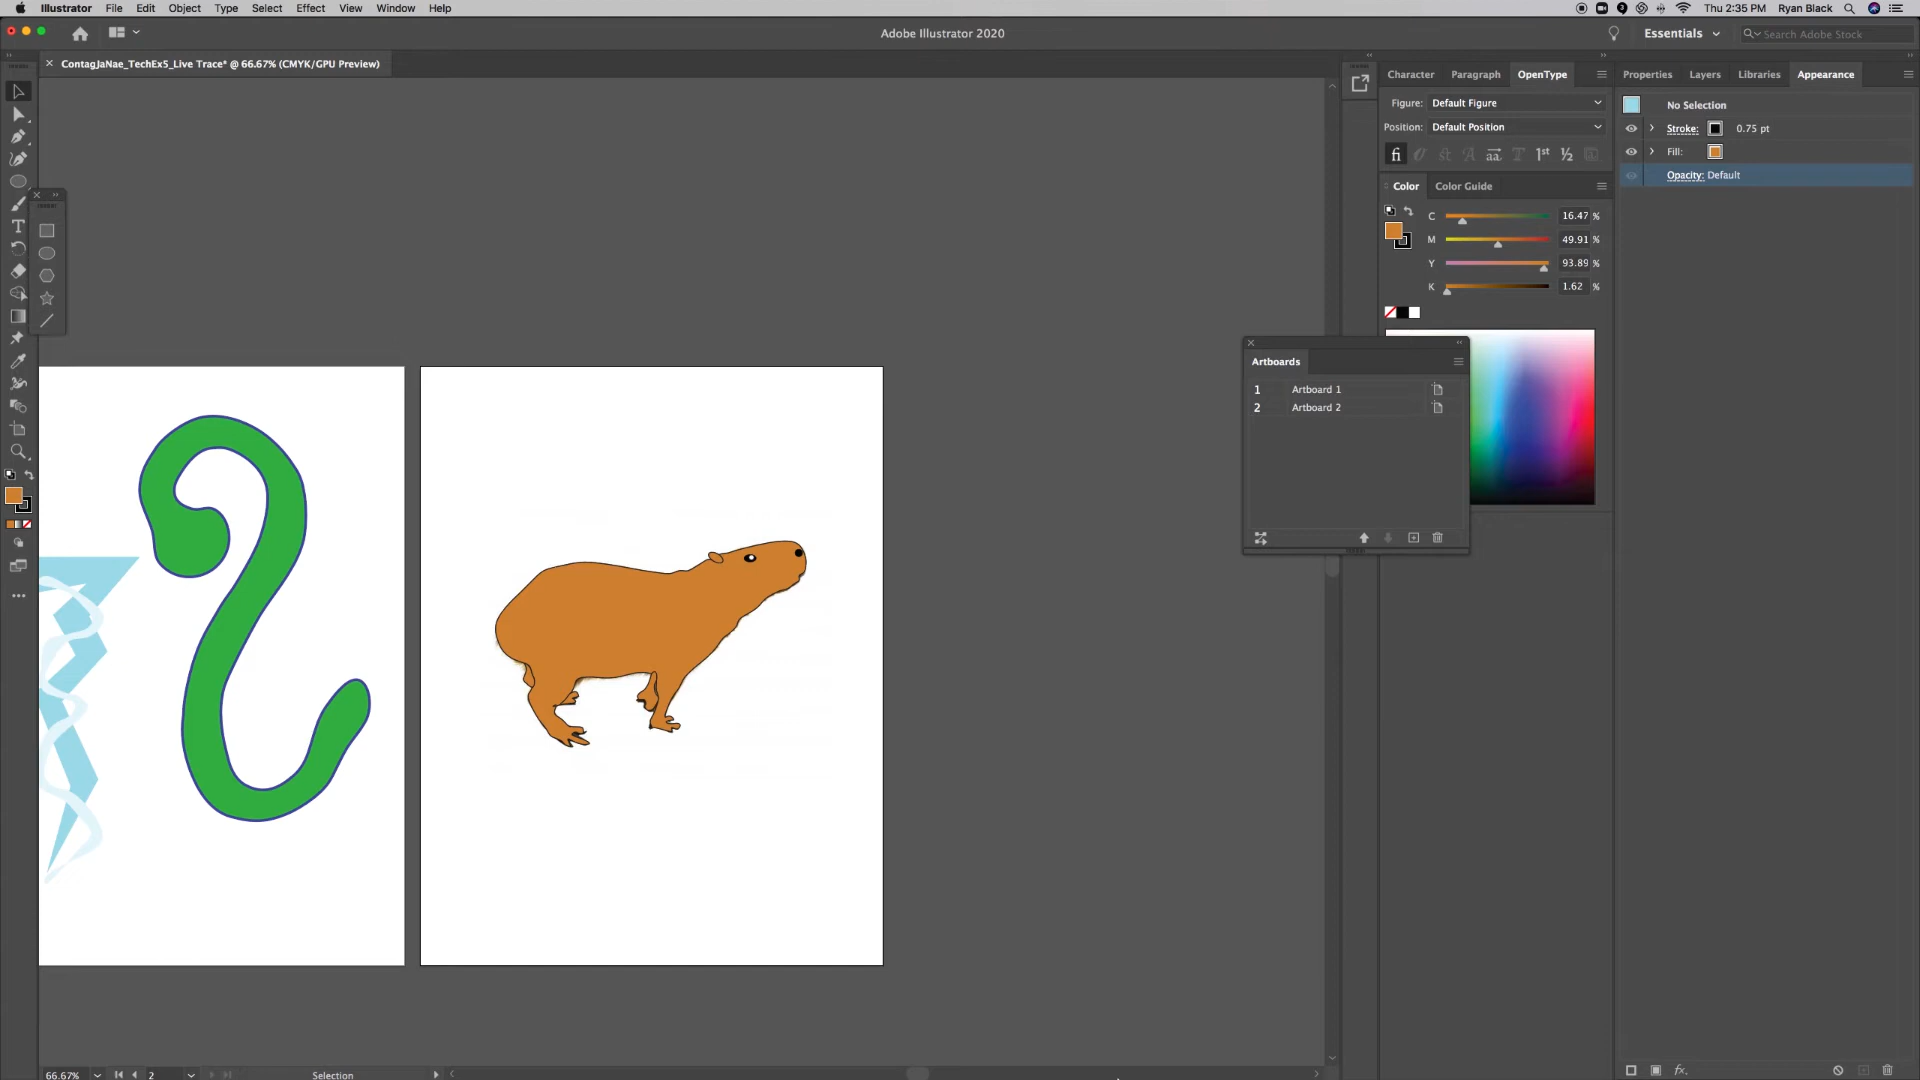 Illustrator File Edit Object Type Select Effect View Window Help
Thu 2:35 PM Ryan Black
Adobe Illustrator 2020
Essentials
Search Adobe Stock
ContagJaNae_TechEx5_Live Trace* @ 66.67% (CMYK/GPU Preview)
Character Paragraph OpenType
Properties Layers Libraries Appearance
Figure: Default Figure
Position: Default Position
No Selection
Stroke: 0.75 pt
Fill:
Opacity: Default
Color Color Guide
C 16.47 %
M 49.91 %
Y 93.89 %
K 1.62 %
Artboards
1 Artboard 1
2 Artboard 2
66.67% 2 Selection